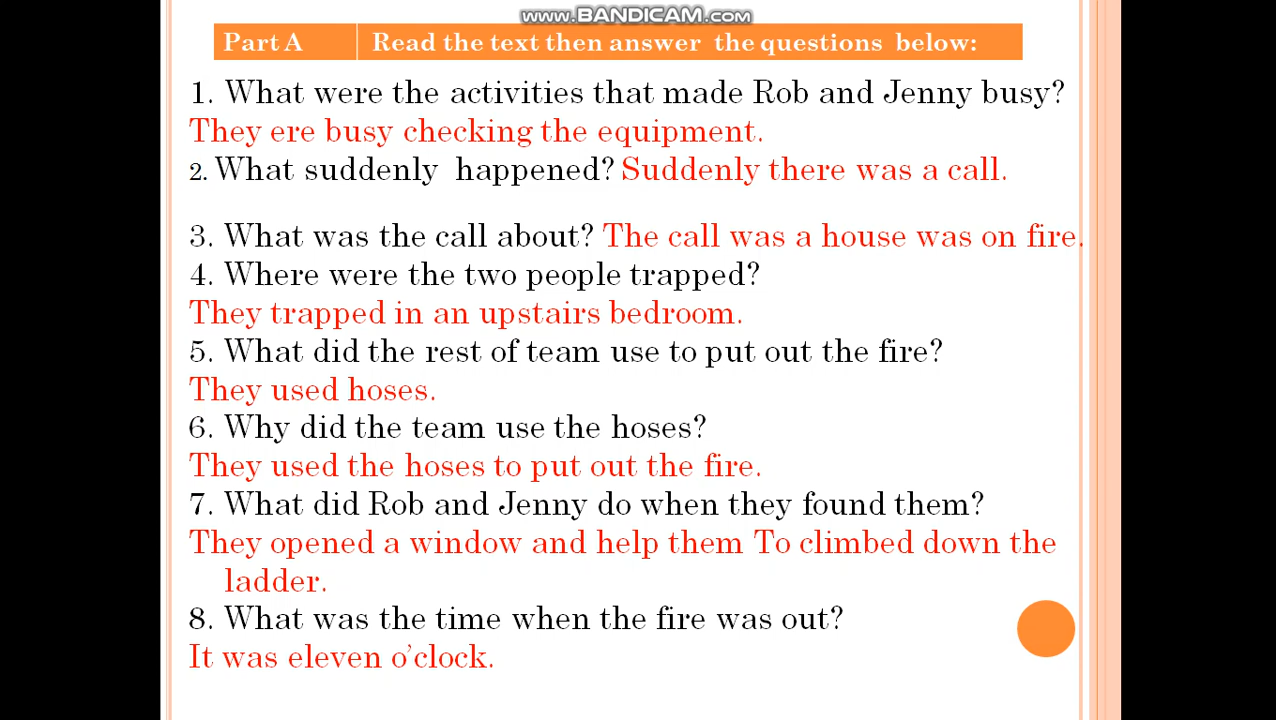 www.BANDICAM.com
Part A Read the text then answer the questions below:
1. What were the activities that made Rob and Jenny busy?
They ere busy checking the equipment.
2. What suddenly happened? Suddenly there was a call.
3. What was the call about? The call was a house was on fire.
4. Where were the two people trapped?
They trapped in an upstairs bedroom.
5. What did the rest of team use to put out the fire?
They used hoses.
6. Why did the team use the hoses?
They used the hoses to put out the fire.
7. What did Rob and Jenny do when they found them?
They opened a window and help them To climbed down the
ladder.
8. What was the time when the fire was out?
It was eleven o’clock.